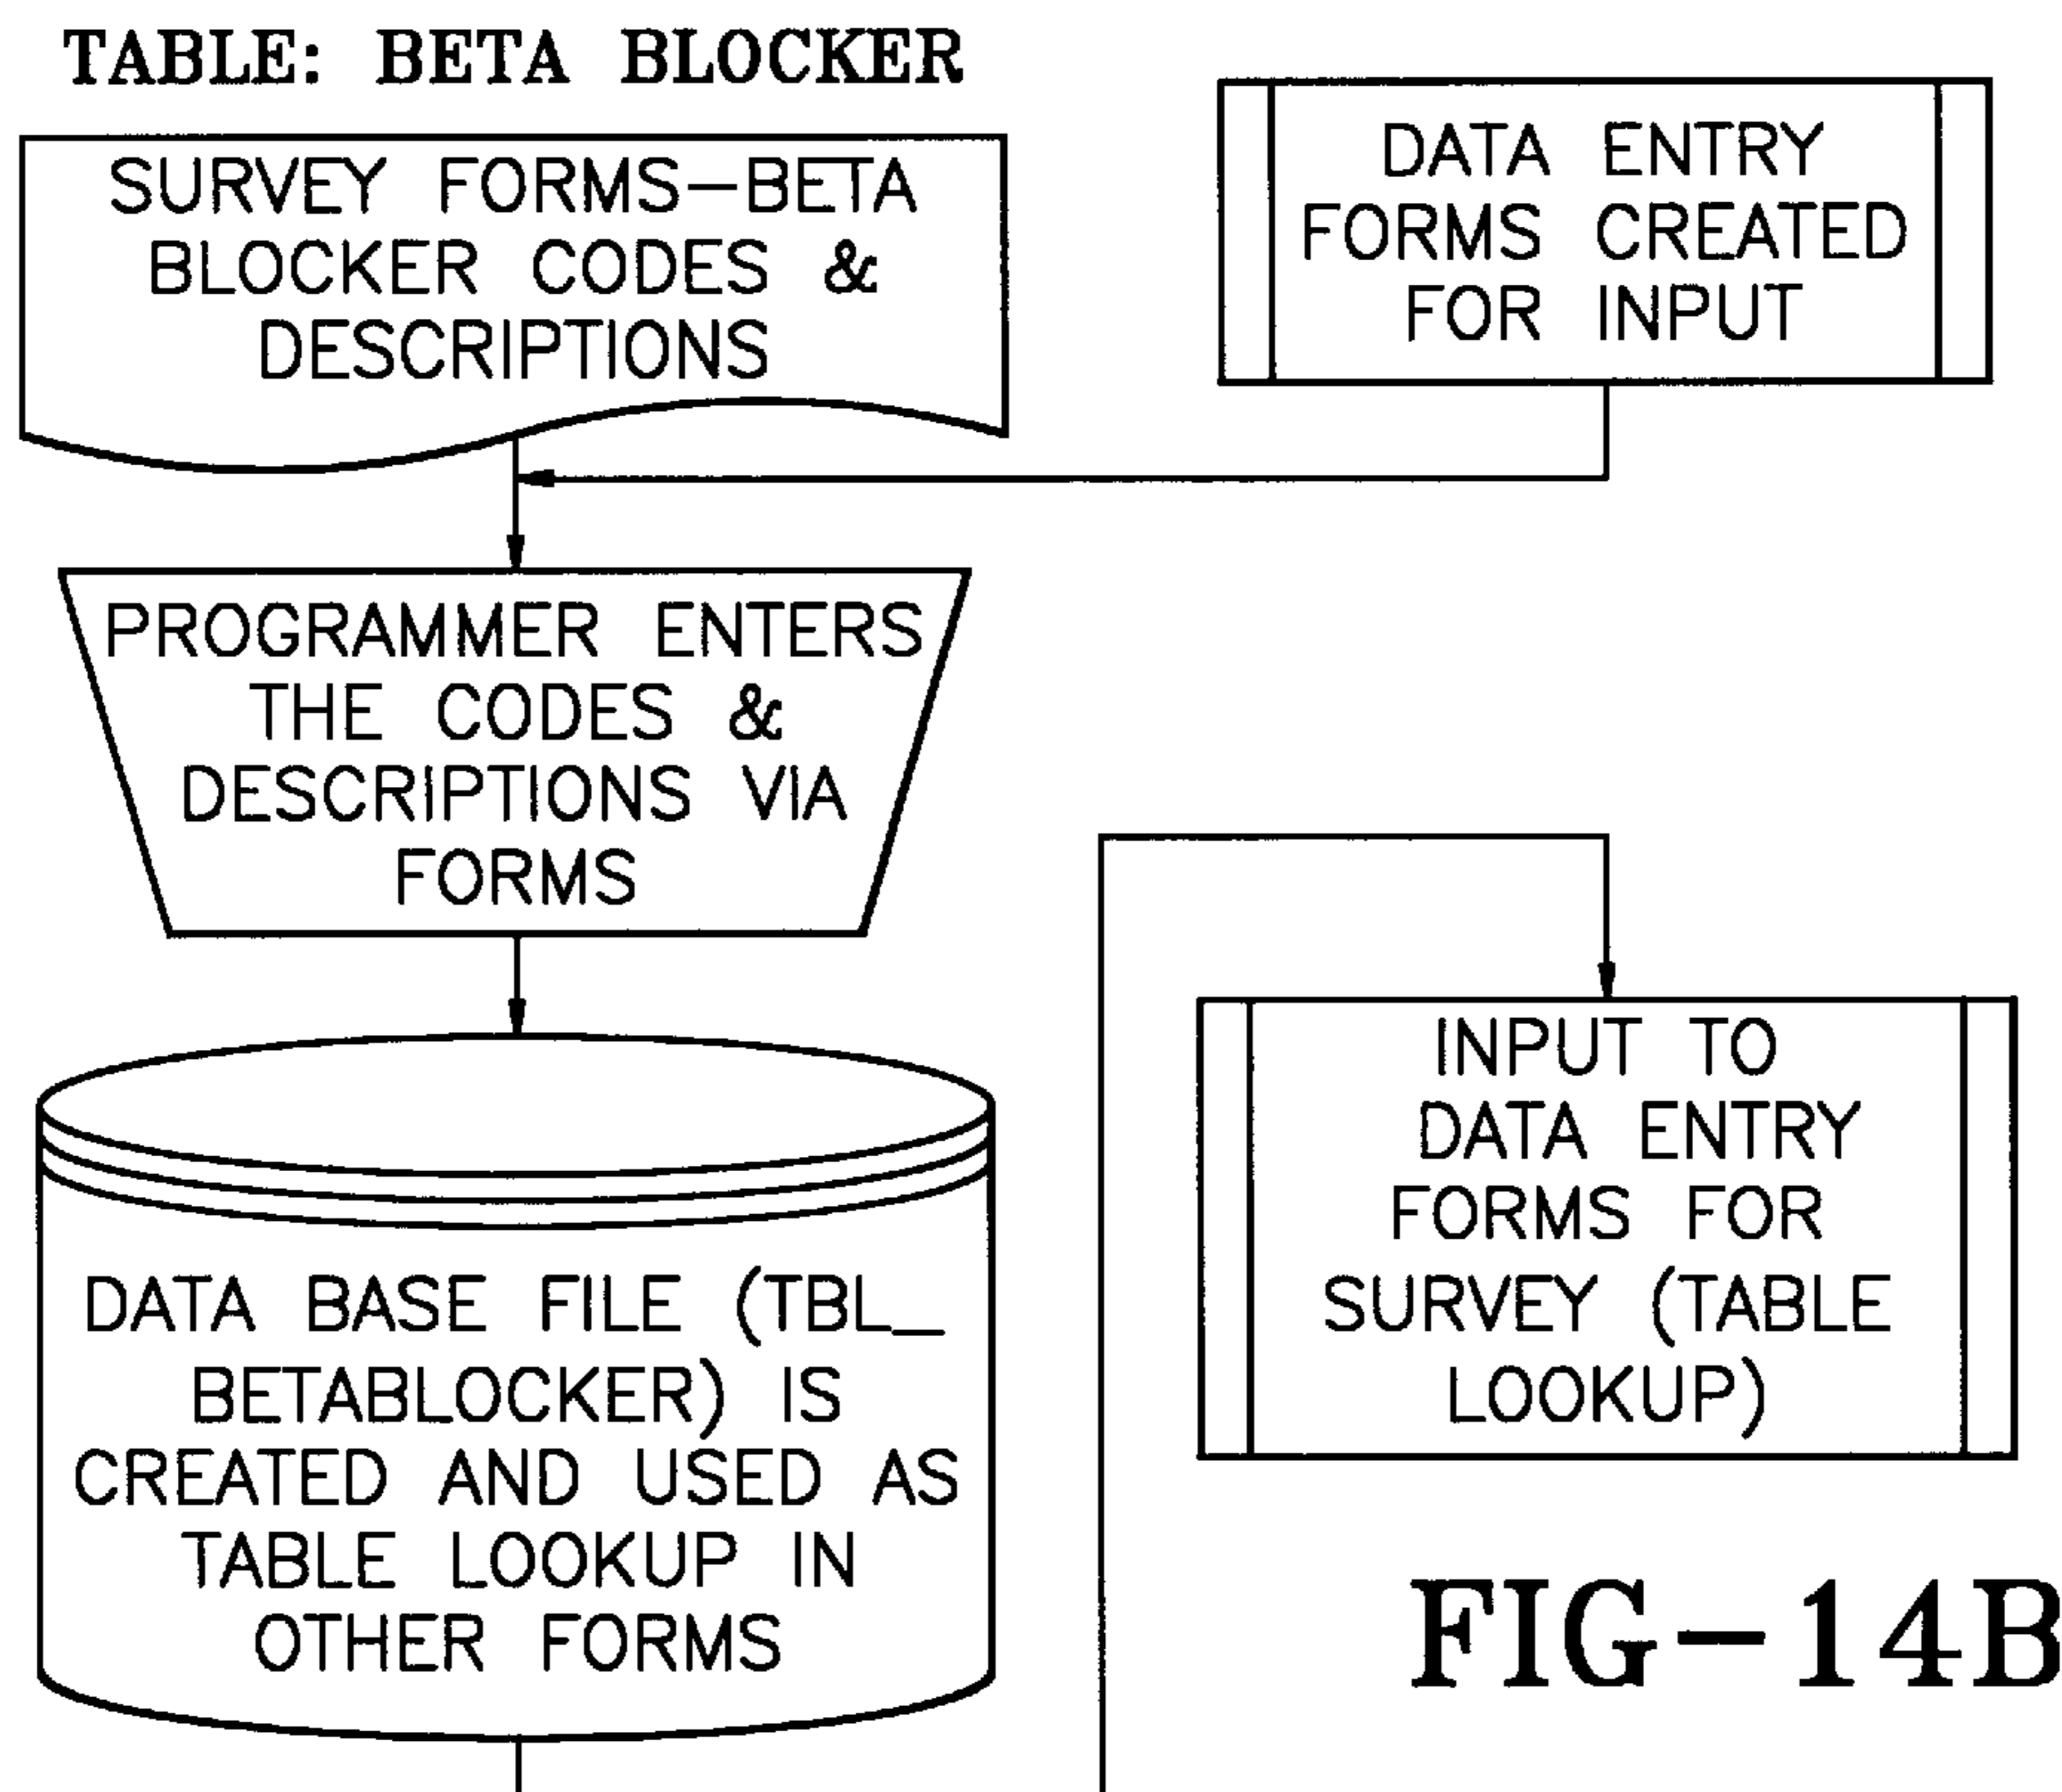 TABLE: BETA BLOCKER
SURVEY FORMS-BETA
BLOCKER CODES &
DESCRIPTIONS
DATA ENTRY
FORMS CREATED
FOR INPUT
PROGRAMMER ENTERS
THE CODES &
DESCRIPTIONS VIA
FORMS
DATA BASE FILE (TBL_
BETABLOCKER) IS
CREATED AND USED AS
TABLE LOOKUP IN
OTHER FORMS
INPUT TO
DATA ENTRY
FORMS FOR
SURVEY (TABLE
LOOKUP)
FIG-14B